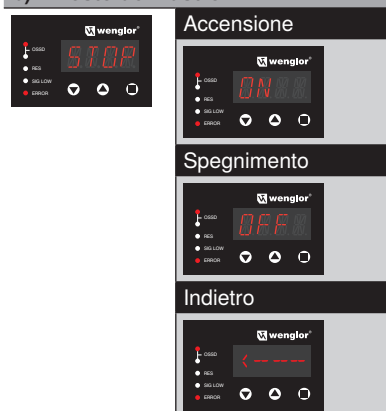 wenglor®
OSSD
RES
SIG LOW
ERROR
STOP
Accensione
wenglor®
OSSD
RES
SIG LOW
ERROR
ON
Spegnimento
wenglor®
OSSD
RES
SIG LOW
ERROR
OFF
Indietro
wenglor®
OSSD
RES
SIG LOW
ERROR
<----